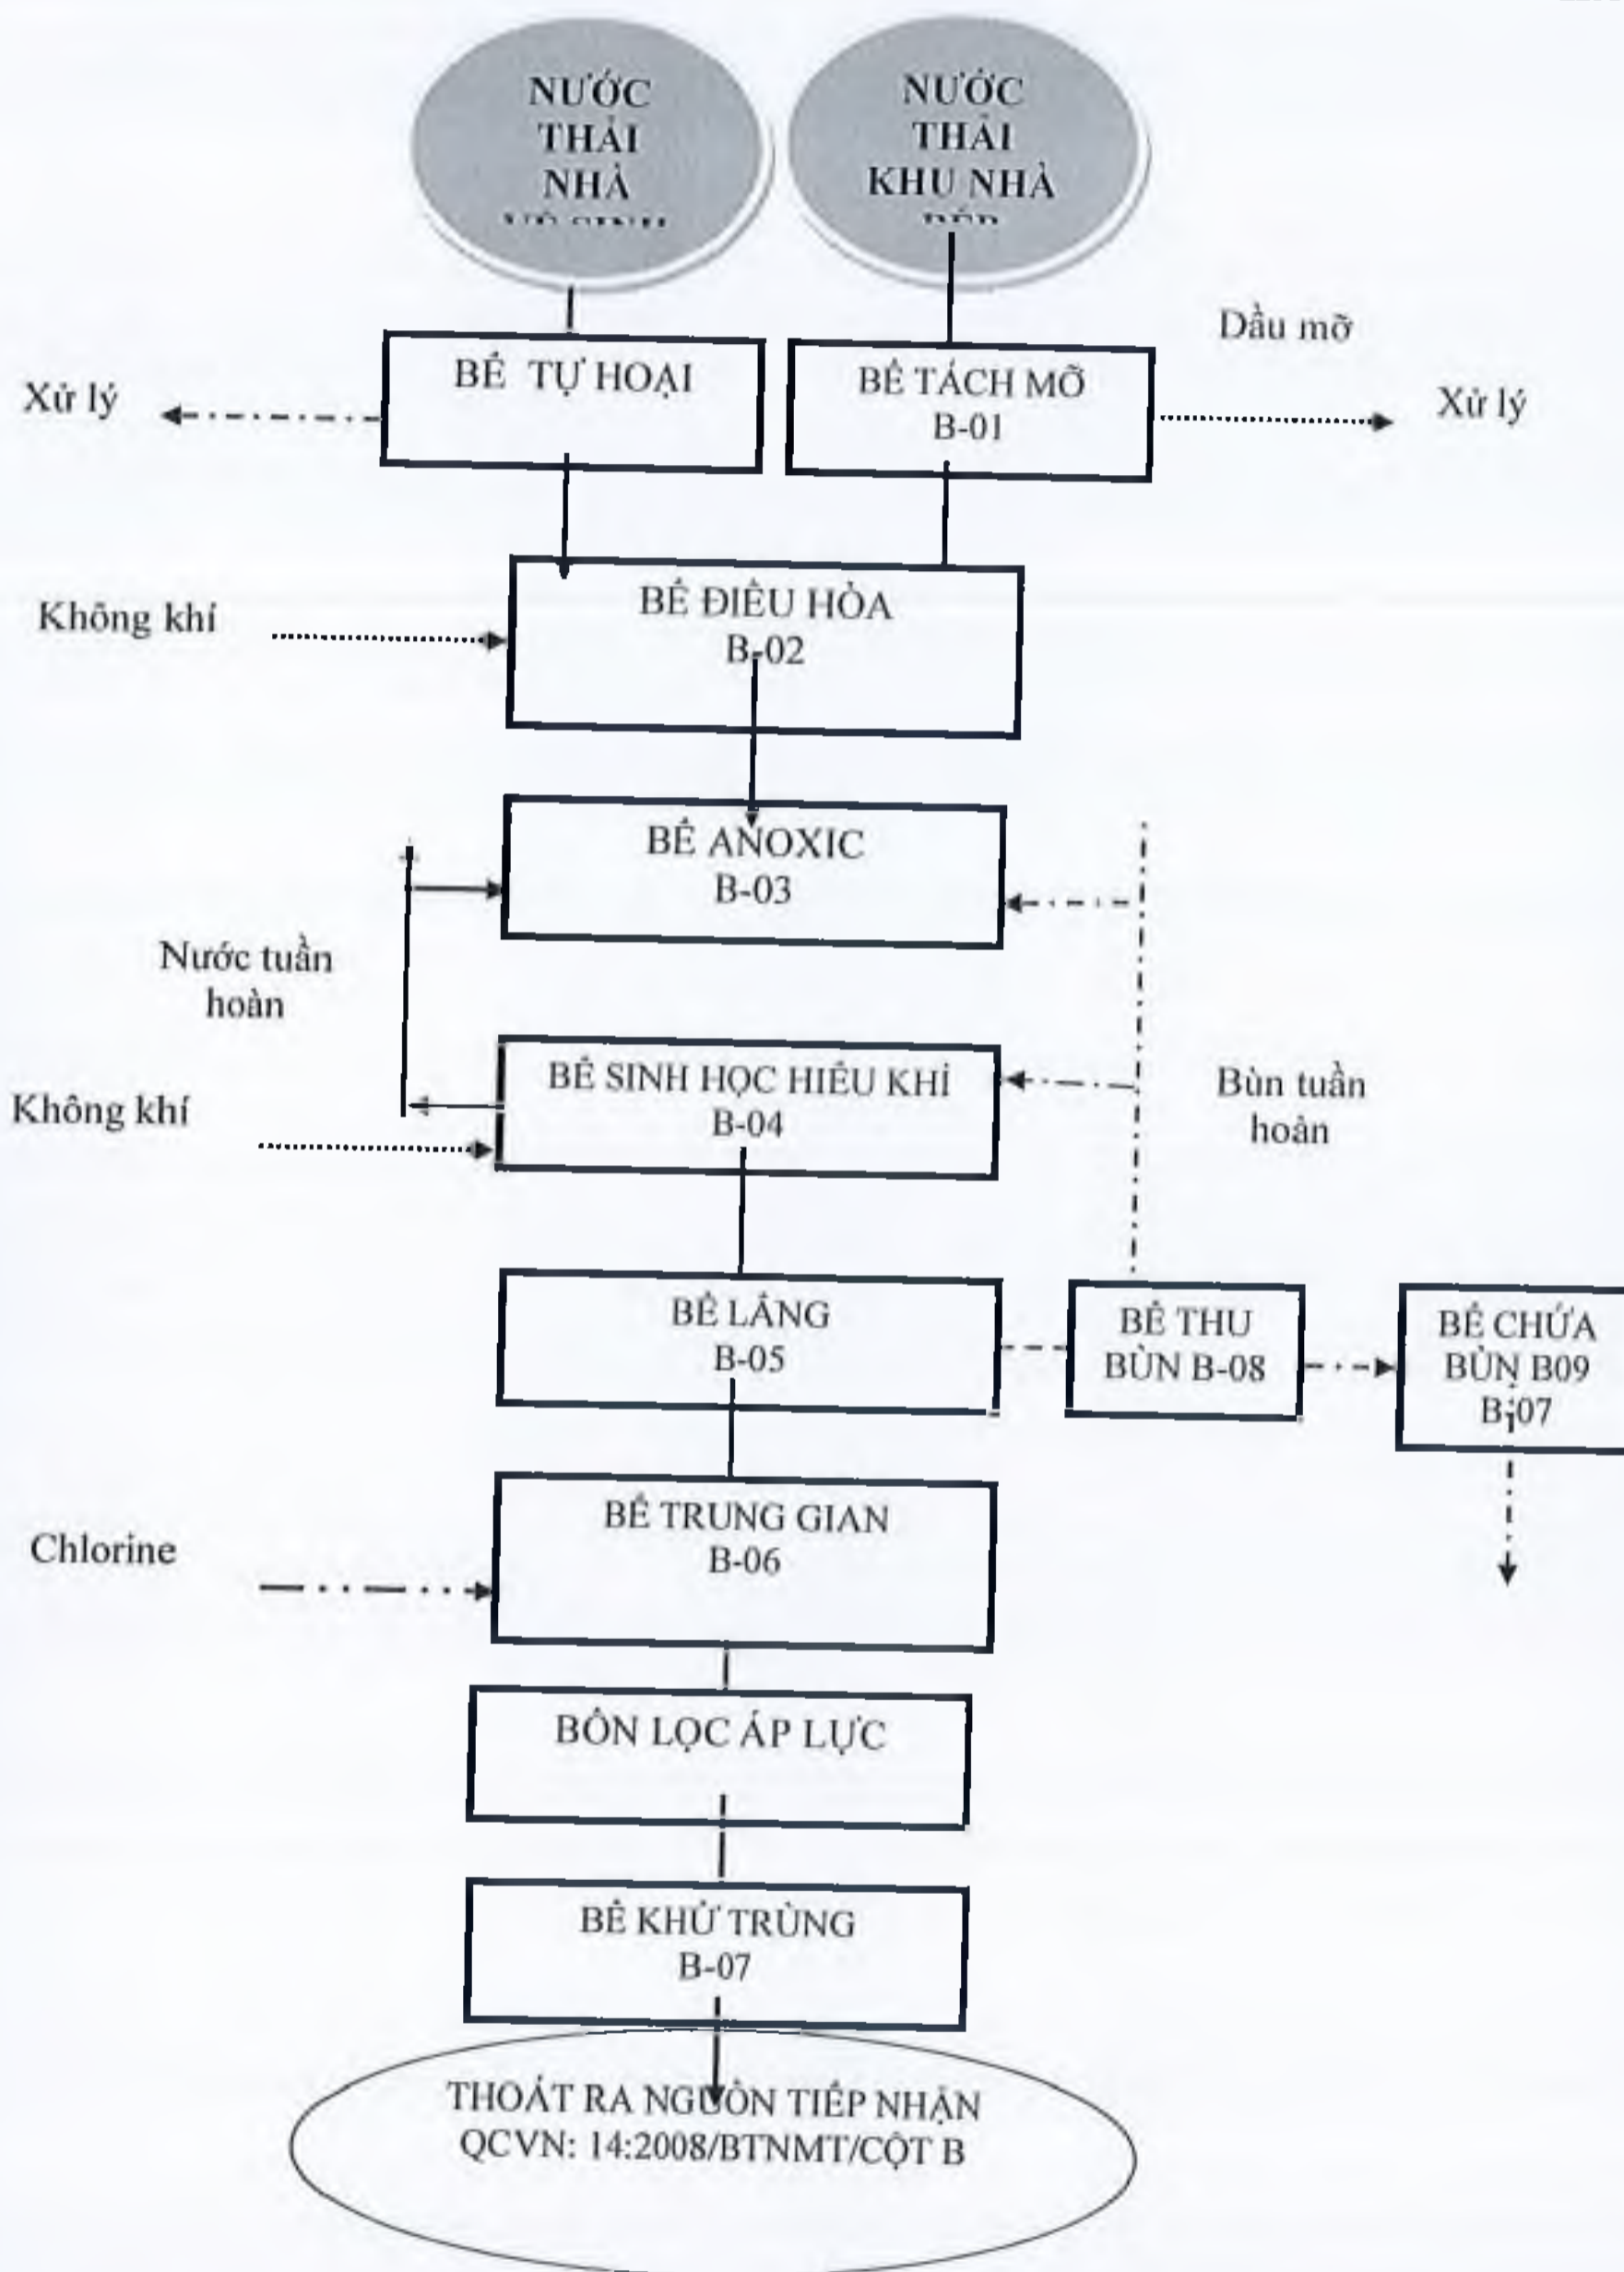 NƯỚC
THẢI
NHÀ
NƯỚC
THẢI
KHU NHÀ
Dầu mỡ
BỂ TỰ HOẠI
BỂ TÁCH MỠ
B-01
Xử lý
Xử lý
BỂ ĐIỀU HÒA
B-02
Không khí
BỂ ANOXIC
B-03
Nước tuần
hoàn
BỂ SINH HỌC HIẾU KHÍ
B-04
Không khí
Bùn tuần
hoàn
BỂ LẮNG
B-05
BỂ THU
BÙN B-08
BỂ CHỨA
BÙN B09
B-07
BỂ TRUNG GIAN
B-06
Chlorine
BỒN LỌC ÁP LỰC
BỂ KHỬ TRÙNG
B-07
THOÁT RA NGUỒN TIẾP NHẬN
QCVN: 14:2008/BTNMT/CỘT B